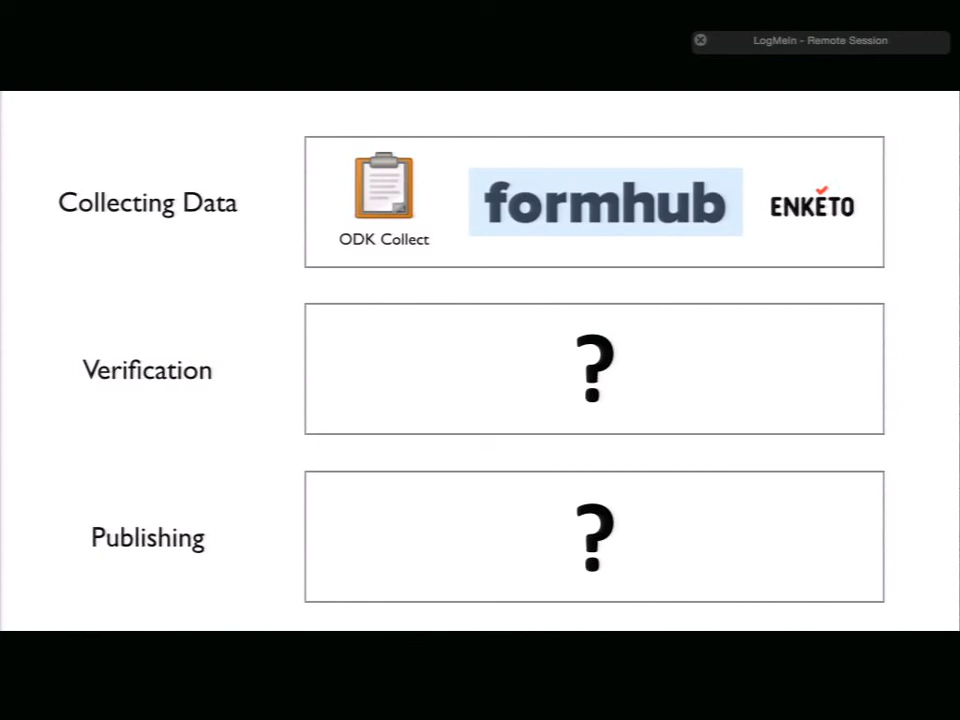 LogMeIn - Remote Session
Collecting Data
ODK Collect
formhub
ENKETO
Verification
?
Publishing
?